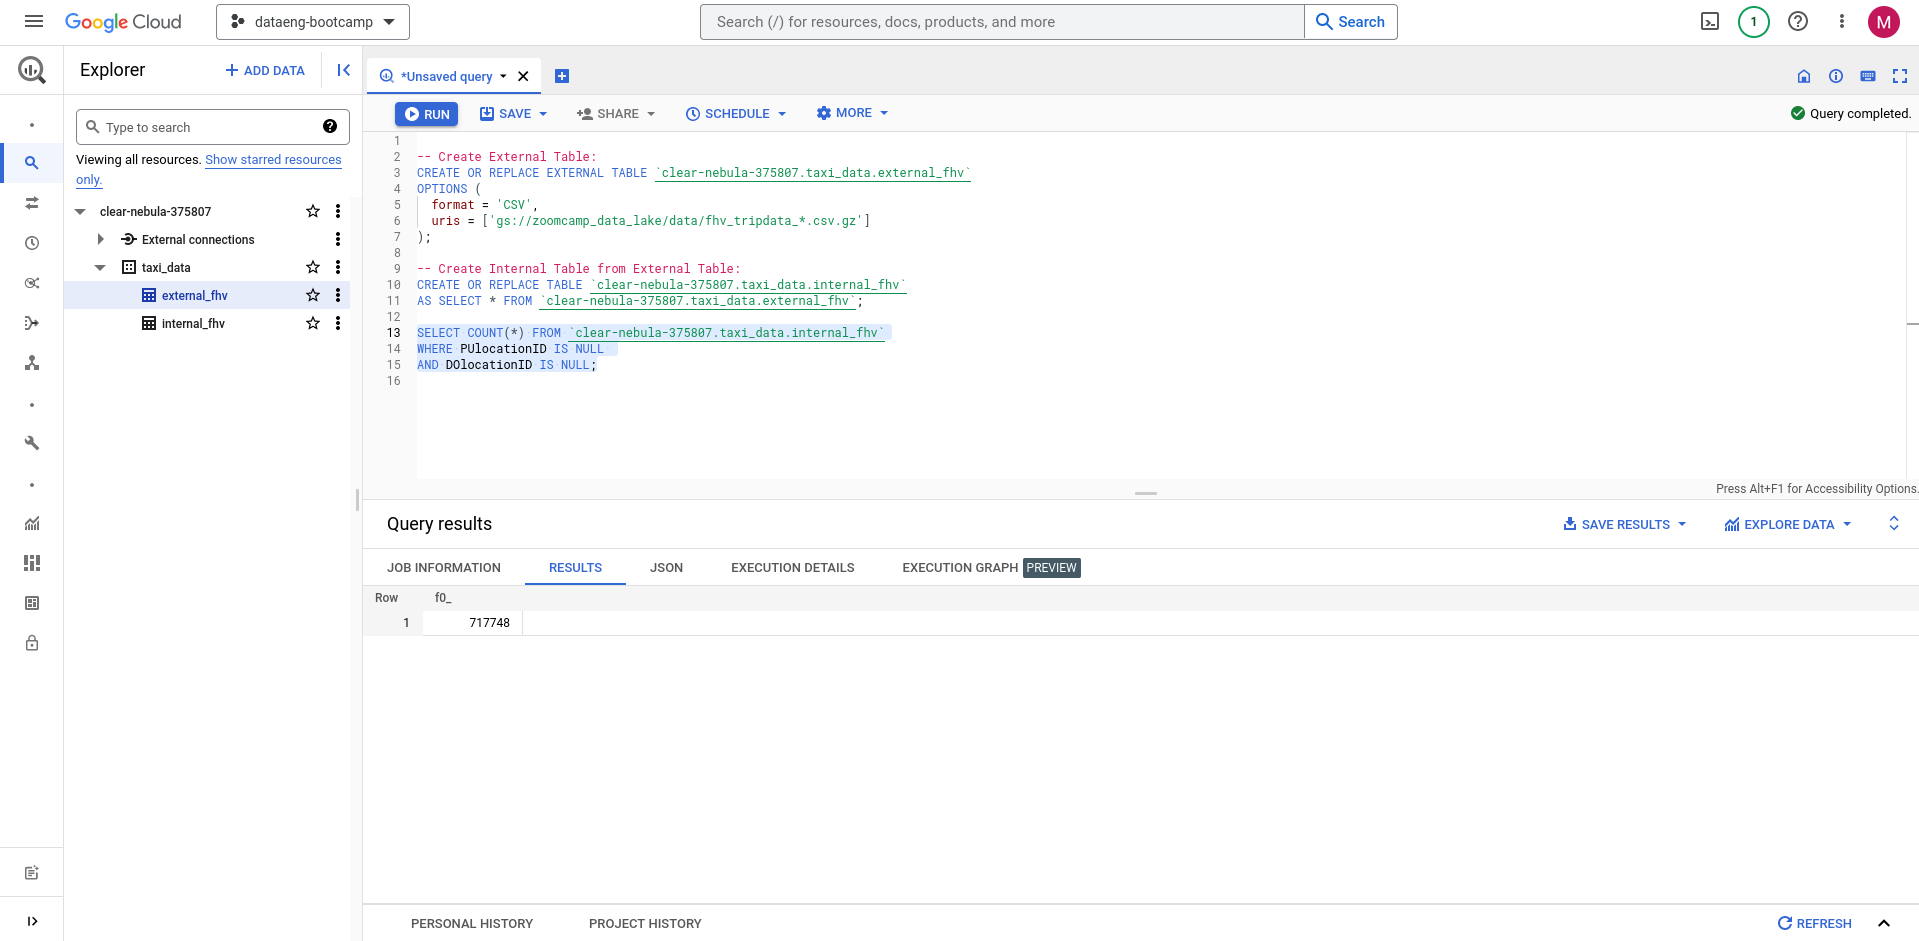 Google Cloud
dataeng-bootcamp
Search (/) for resources, docs, products, and more
Search
1
M
Explorer
ADD DATA
*Unsaved query
Type to search
Viewing all resources. Show starred resources
only.
clear-nebula-375807
External connections
taxi_data
external_fhv
internal_fhv
RUN
SAVE
SHARE
SCHEDULE
MORE
Query completed.
1
2 -- Create External Table:
3 CREATE OR REPLACE EXTERNAL TABLE `clear-nebula-375807.taxi_data.external_fhv`
4 OPTIONS (
5 format = 'CSV',
6 uris = ['gs://zoomcamp_data_lake/data/fhv_tripdata_*.csv.gz']
7 );
8
9 -- Create Internal Table from External Table:
10 CREATE OR REPLACE TABLE `clear-nebula-375807.taxi_data.internal_fhv`
11 AS SELECT * FROM `clear-nebula-375807.taxi_data.external_fhv`;
12
13 SELECT COUNT(*) FROM `clear-nebula-375807.taxi_data.internal_fhv`
14 WHERE PUlocationID IS NULL
15 AND DOlocationID IS NULL;
16
Press Alt+F1 for Accessibility Options.
Query results
SAVE RESULTS
EXPLORE DATA
JOB INFORMATION
RESULTS
JSON
EXECUTION DETAILS
EXECUTION GRAPH PREVIEW
Row f0_
1 717748
PERSONAL HISTORY
PROJECT HISTORY
REFRESH